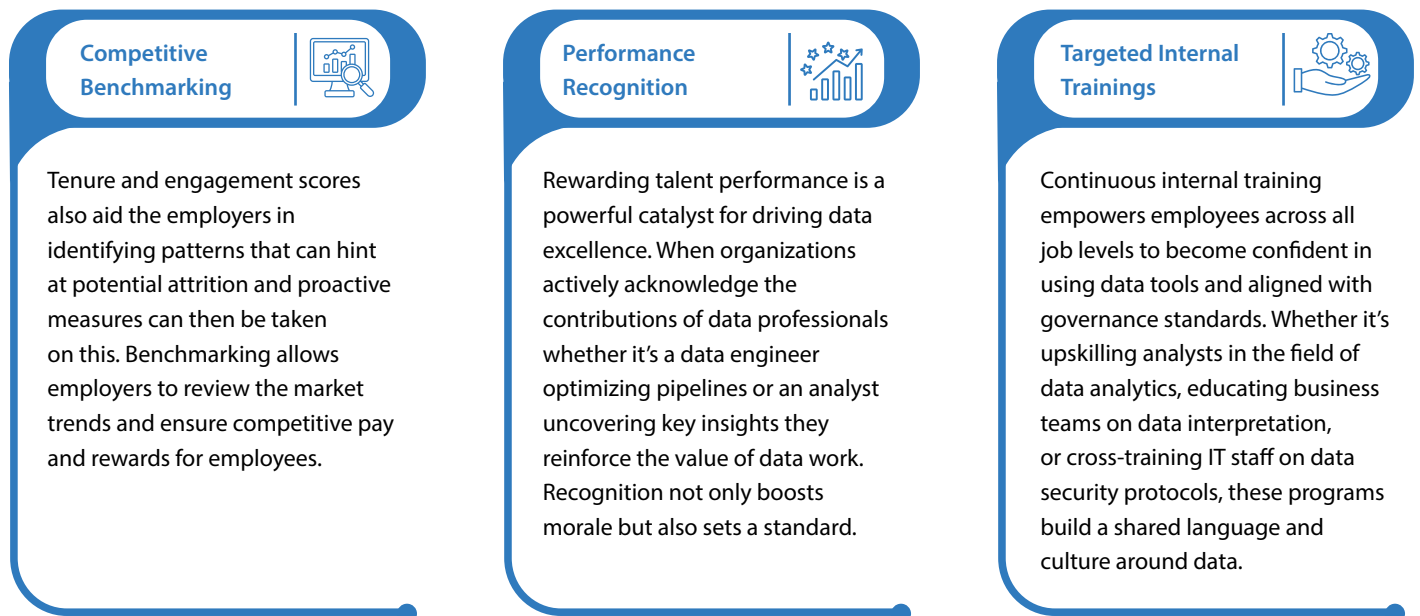 Competitive
Benchmarking
Tenure and engagement scores
also aid the employers in
identifying patterns that can hint
at potential attrition and proactive
measures can then be taken
on this. Benchmarking allows
employers to review the market
trends and ensure competitive pay
and rewards for employees.
Performance
Recognition
Rewarding talent performance is a
powerful catalyst for driving data
excellence. When organizations
actively acknowledge the
contributions of data professionals
whether it’s a data engineer
optimizing pipelines or an analyst
uncovering key insights they
reinforce the value of data work.
Recognition not only boosts
morale but also sets a standard.
Targeted Internal
Trainings
Continuous internal training
empowers employees across all
job levels to become confident in
using data tools and aligned with
governance standards. Whether it’s
upskilling analysts in the field of
data analytics, educating business
teams on data interpretation,
or cross-training IT staff on data
security protocols, these programs
build a shared language and
culture around data.